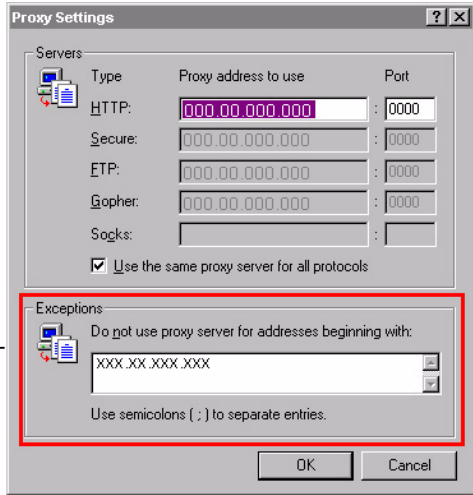 Proxy Settings
Servers
Type Proxy address to use Port
HTTP: 000.00.000.000 : 0000
Secure: 000.00.000.000 : 0000
FTP: 000.00.000.000 : 0000
Gopher: 000.00.000.000 : 0000
Socks: :
Use the same proxy server for all protocols
Exceptions
Do not use proxy server for addresses beginning with:
XXX.XX.XXX.XXX
Use semicolons ( ; ) to separate entries.
OK Cancel